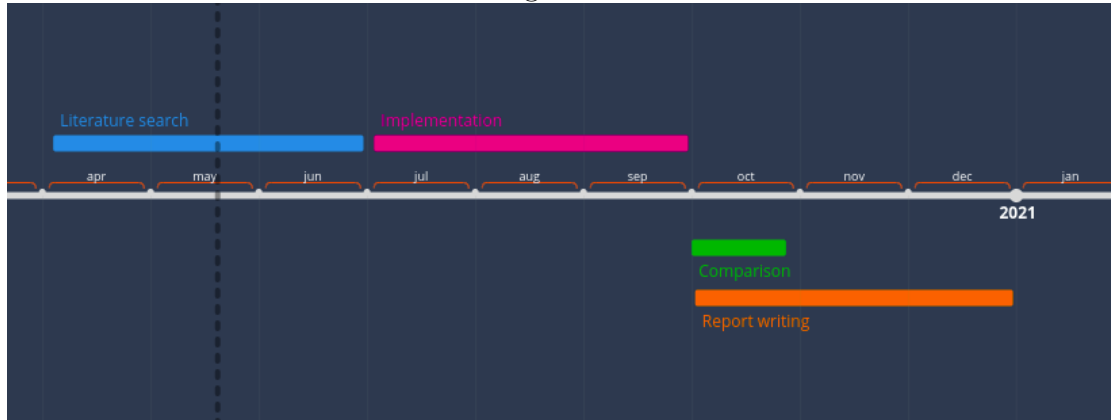 Literature search
Implementation
apr may jun jul aug sep oct nov dec jan
2021
Comparison
Report writing